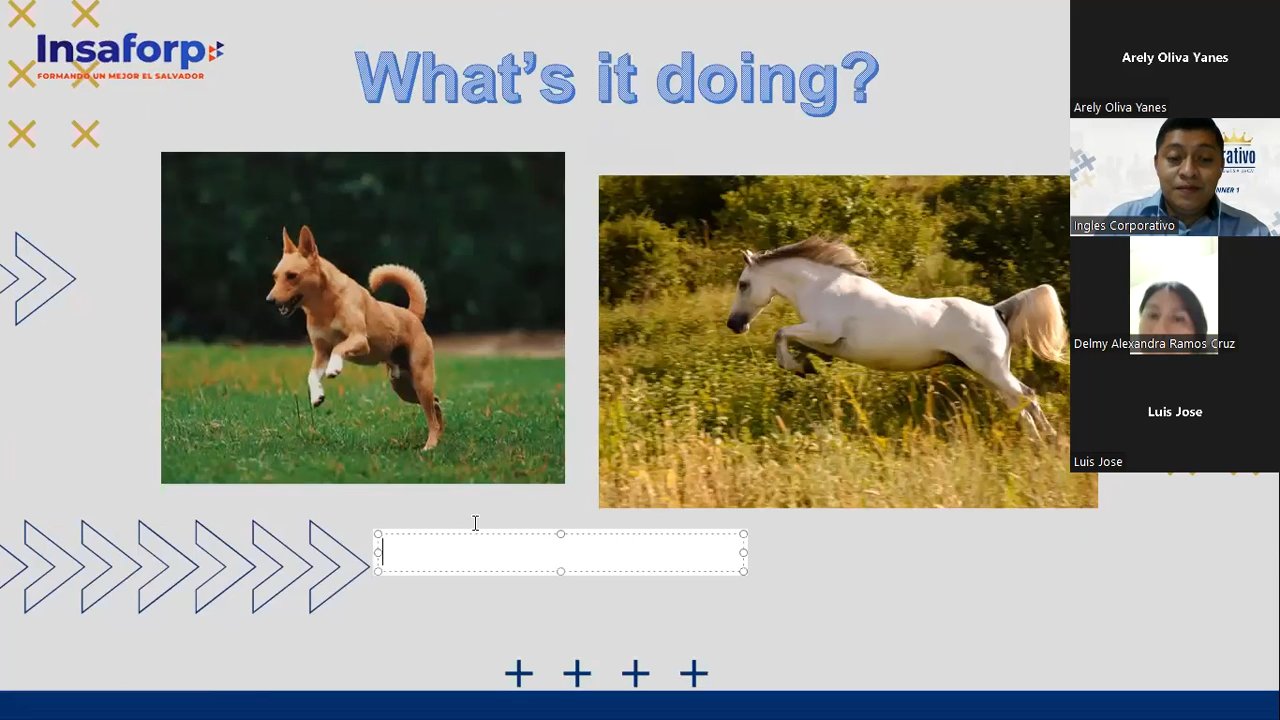 Insaforp
FORMANDO UN MEJOR EL SALVADOR
What's it doing?
Arely Oliva Yanes
Arely Oliva Yanes
Ingles Corporativo
Delmy Alexandra Ramos Cruz
Luis Jose
Luis Jose